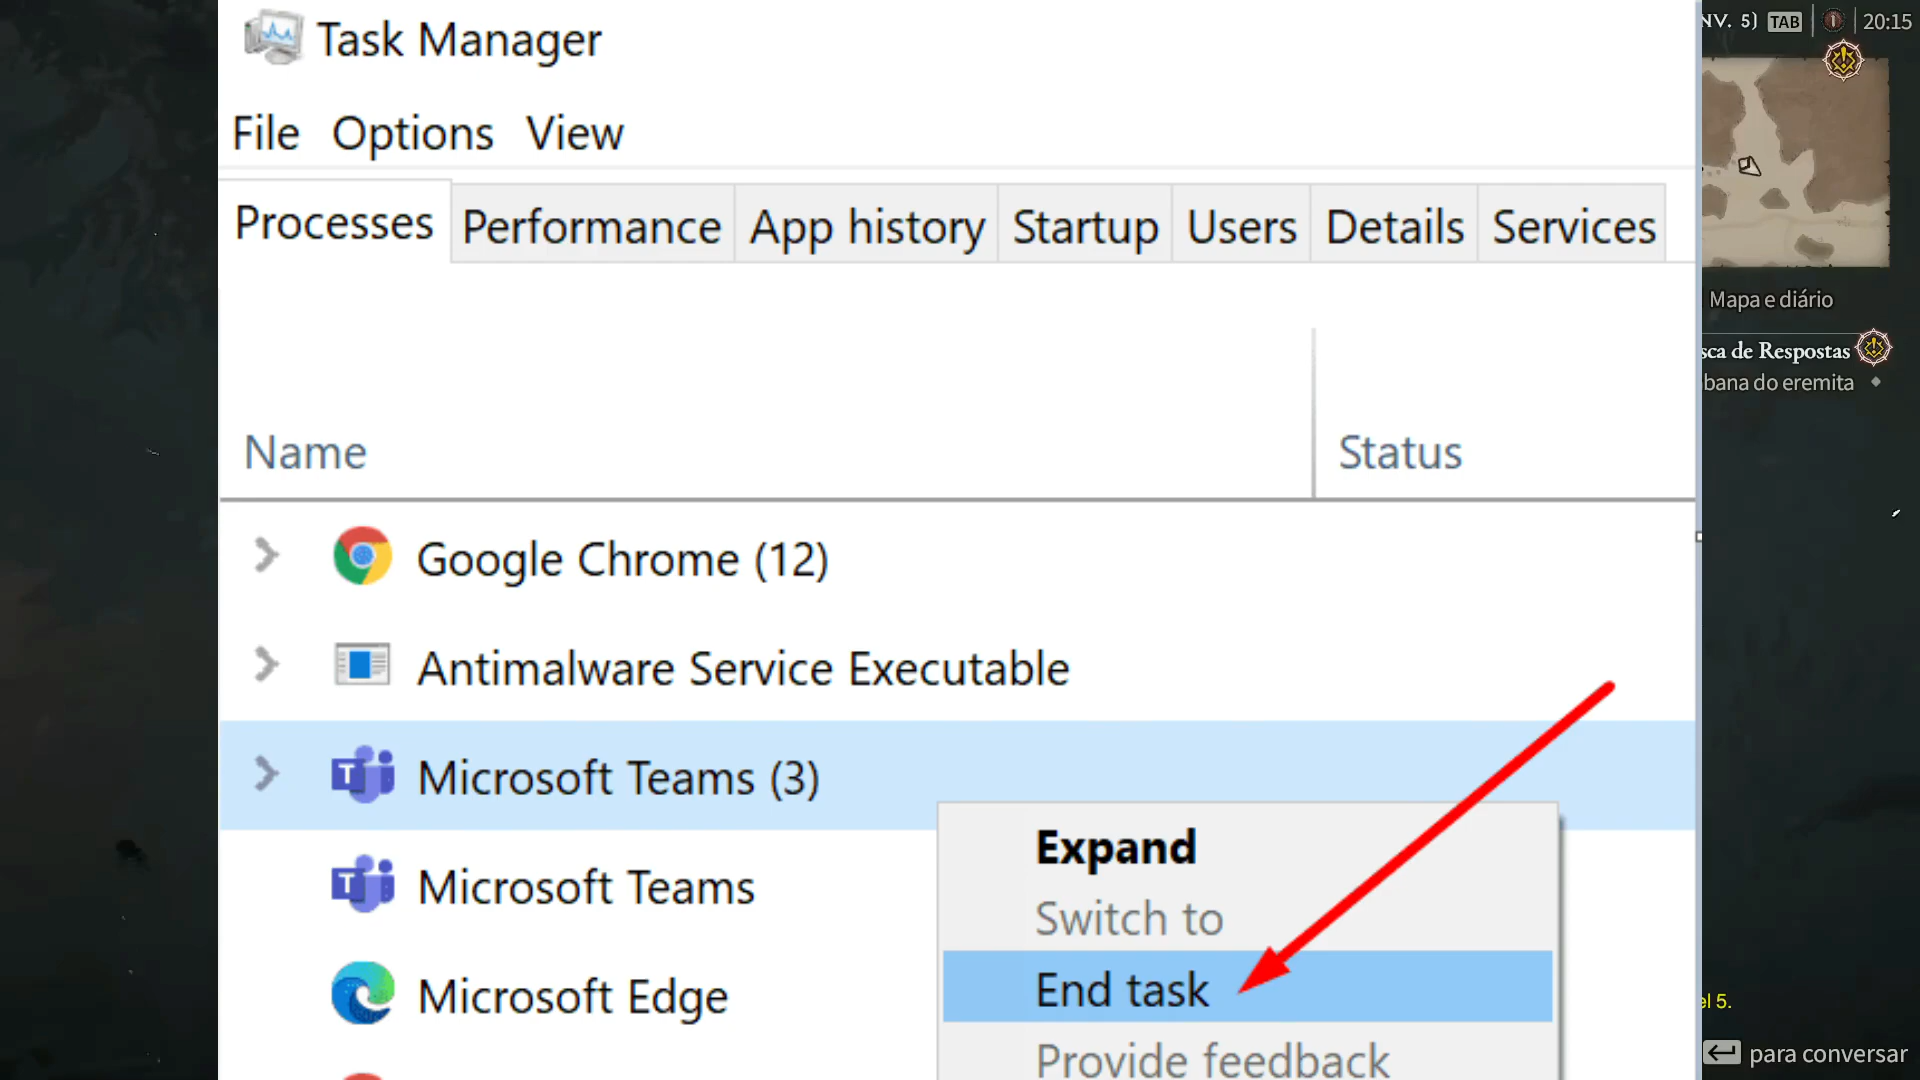 Task Manager
File Options View
Processes Performance App history Startup Users Details Services
Name Status
Google Chrome (12)
Antimalware Service Executable
Microsoft Teams (3)
Microsoft Teams
Microsoft Edge
Expand
Switch to
End task
Provide feedback
NV. 5) TAB 20:15
Mapa e diário
sca de Respostas
bana do eremita
el 5.
para conversar